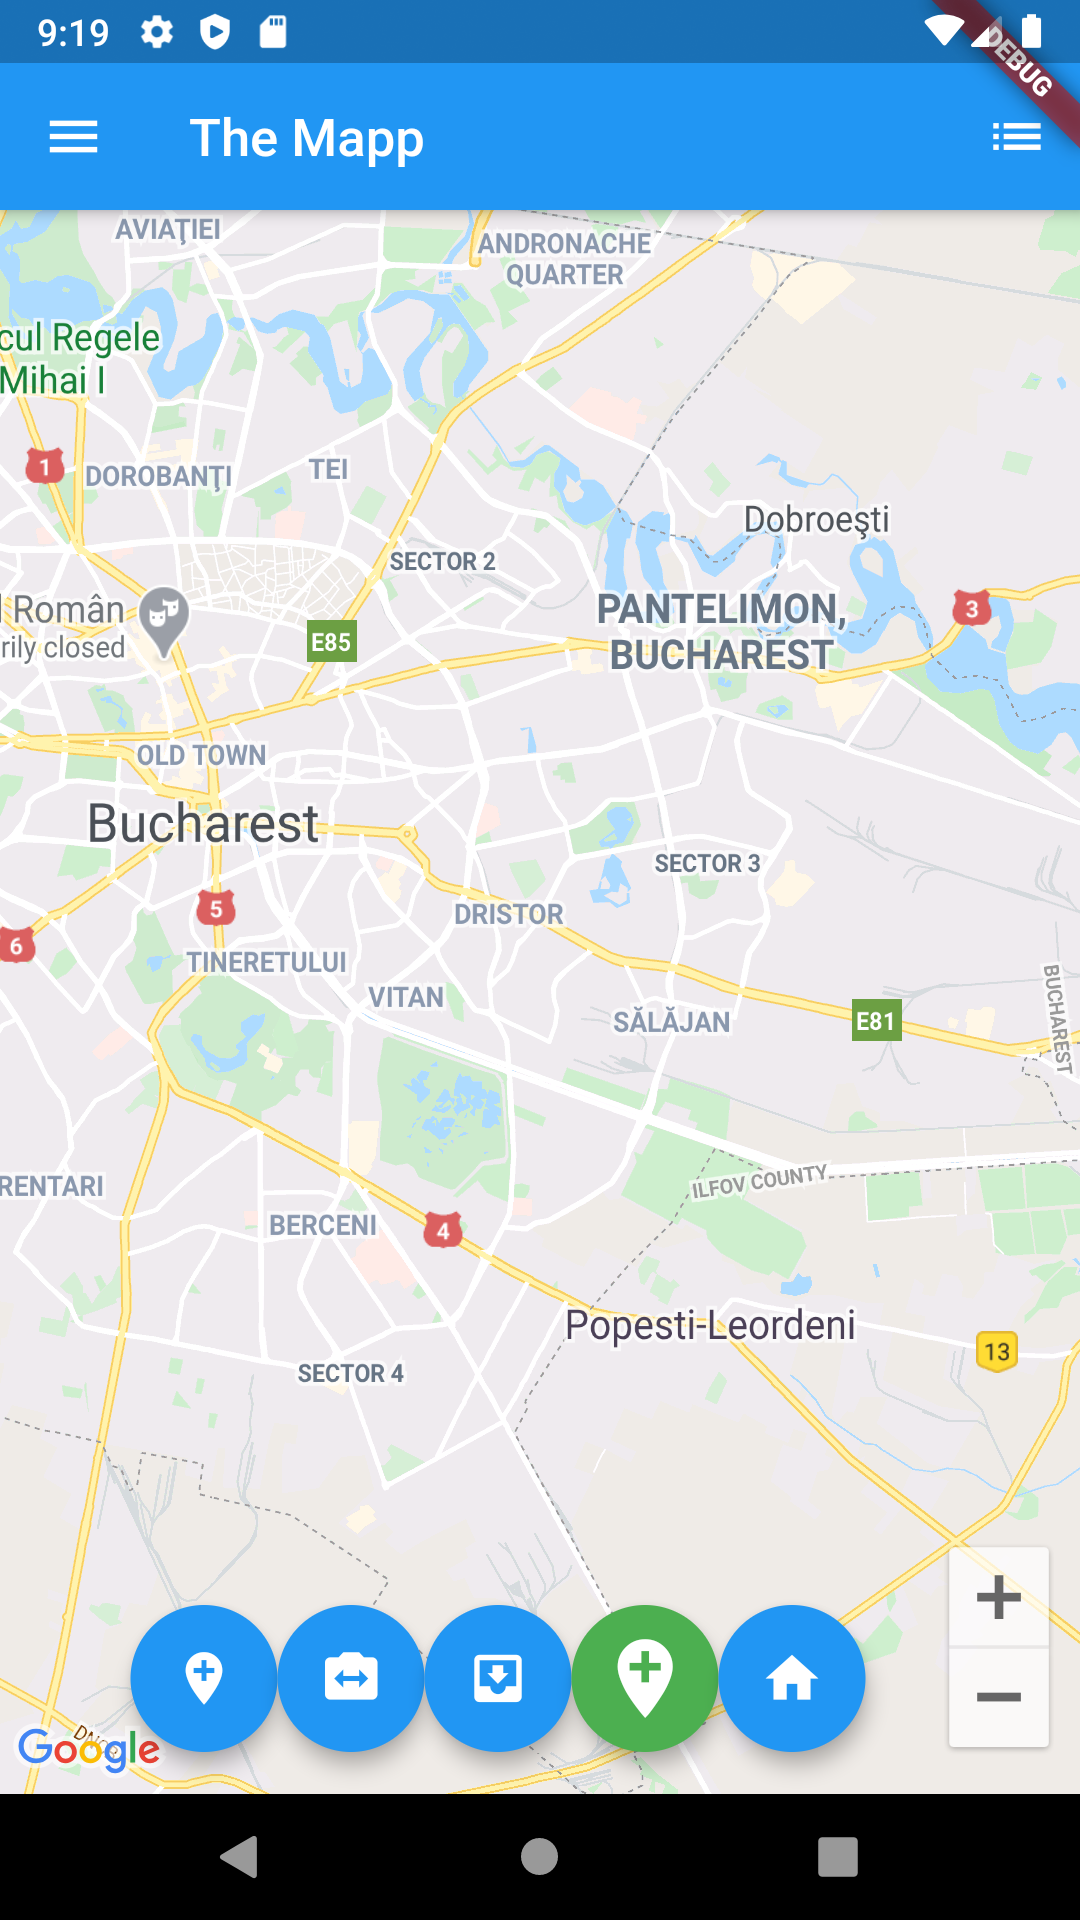 9:19
DEBUG
The Mapp
AVIAŢIEI
ANDRONACHE
QUARTER
cul Regele
Mihai I
1
DOROBANŢI
TEI
Dobroeşti
SECTOR 2
Român
rily closed
PANTELIMON,
BUCHAREST
3
E85
OLD TOWN
Bucharest
SECTOR 3
5
DRISTOR
6
TINERETULUI
VITAN
SĂLĂJAN
E81
BUCHAREST
RENTARI
ILFOV COUNTY
BERCENI
4
Popesti-Leordeni
13
SECTOR 4
Google